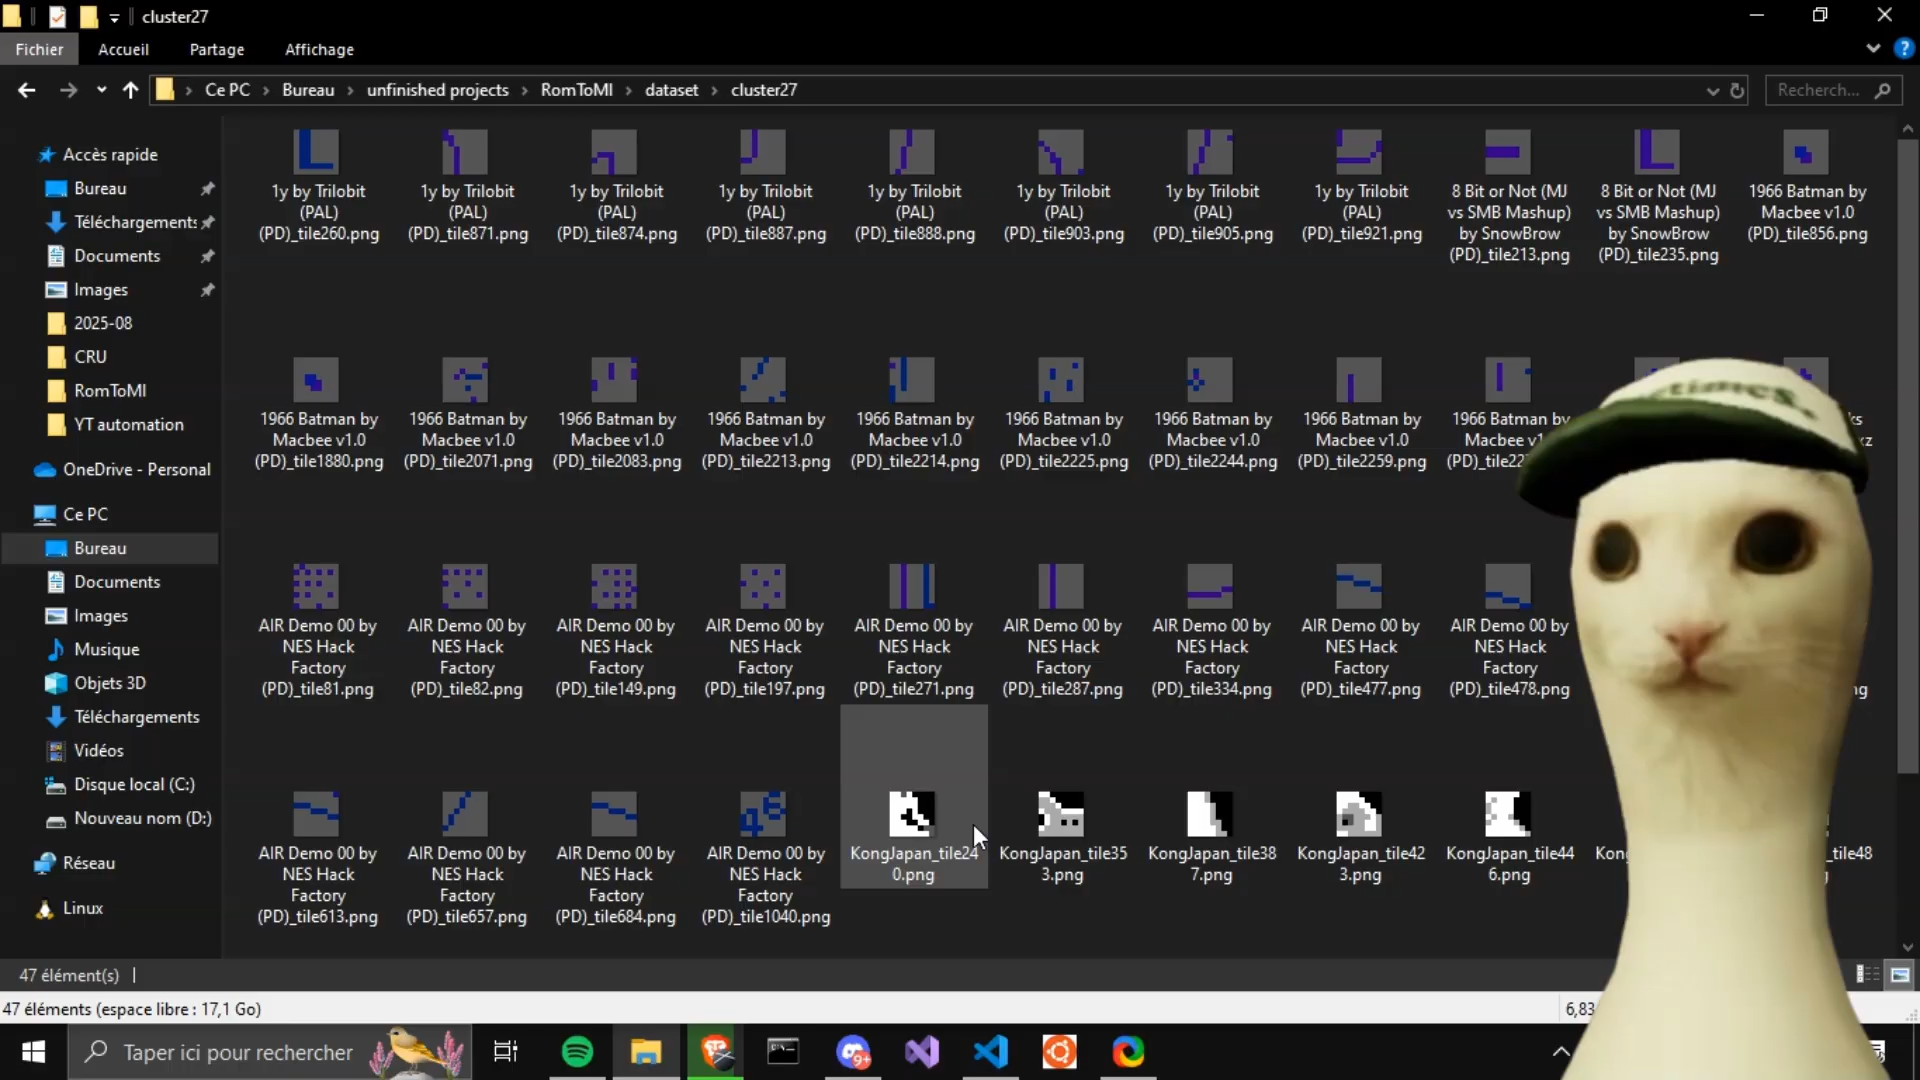 cluster27
Fichier Accueil Partage Affichage
Ce PC Bureau unfinished projects RomToMI dataset cluster27
Recherch...
Accès rapide
Bureau
Téléchargements
Documents
Images
2025-08
CRU
RomToMI
YT automation
OneDrive - Personal
Ce PC
Bureau
Documents
Images
Musique
Objets 3D
Téléchargements
Vidéos
Disque local (C:)
Nouveau nom (D:)
Réseau
Linux
1y by Trilobit
(PAL)
(PD)_tile260.png
1y by Trilobit
(PAL)
(PD)_tile871.png
1y by Trilobit
(PAL)
(PD)_tile874.png
1y by Trilobit
(PAL)
(PD)_tile887.png
1y by Trilobit
(PAL)
(PD)_tile888.png
1y by Trilobit
(PAL)
(PD)_tile903.png
1y by Trilobit
(PAL)
(PD)_tile905.png
1y by Trilobit
(PAL)
(PD)_tile921.png
8 Bit or Not (MJ
vs SMB Mashup)
by SnowBrow
(PD)_tile213.png
8 Bit or Not (MJ
vs SMB Mashup)
by SnowBrow
(PD)_tile235.png
1966 Batman by
Macbee v1.0
(PD)_tile856.png
1966 Batman by
Macbee v1.0
(PD)_tile1880.png
1966 Batman by
Macbee v1.0
(PD)_tile2071.png
1966 Batman by
Macbee v1.0
(PD)_tile2083.png
1966 Batman by
Macbee v1.0
(PD)_tile2213.png
1966 Batman by
Macbee v1.0
(PD)_tile2214.png
1966 Batman by
Macbee v1.0
(PD)_tile2225.png
1966 Batman by
Macbee v1.0
(PD)_tile2244.png
1966 Batman by
Macbee v1.0
(PD)_tile2259.png
1966 Batman
Macbee
AIR Demo 00 by
NES Hack
Factory
(PD)_tile81.png
AIR Demo 00 by
NES Hack
Factory
(PD)_tile82.png
AIR Demo 00 by
NES Hack
Factory
(PD)_tile149.png
AIR Demo 00 by
NES Hack
Factory
(PD)_tile197.png
AIR Demo 00 by
NES Hack
Factory
(PD)_tile271.png
AIR Demo 00 by
NES Hack
Factory
(PD)_tile287.png
AIR Demo 00 by
NES Hack
Factory
(PD)_tile334.png
AIR Demo 00 by
NES Hack
Factory
(PD)_tile477.png
AIR Demo 00 by
NES Hack
Factory
(PD)_tile478.png
AIR Demo 00 by
NES Hack
Factory
(PD)_tile613.png
AIR Demo 00 by
NES Hack
Factory
(PD)_tile657.png
AIR Demo 00 by
NES Hack
Factory
(PD)_tile684.png
AIR Demo 00 by
NES Hack
Factory
(PD)_tile1040.png
KongJapan_tile24
0.png
KongJapan_tile35
3.png
KongJapan_tile38
7.png
KongJapan_tile42
3.png
KongJapan_tile44
6.png
_tile48
47 élément(s)
47 éléments (espace libre : 17,1 Go)
Taper ici pour rechercher
9+